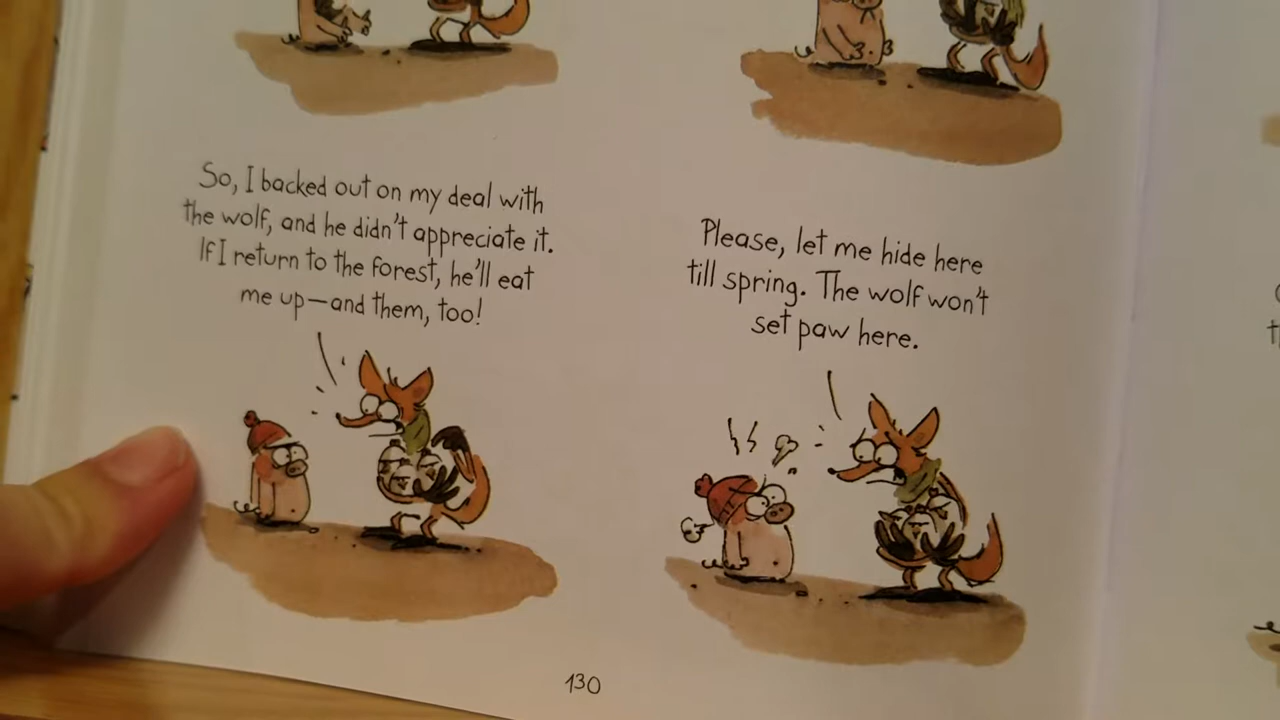 So, I backed out on my deal with
the wolf, and he didn't appreciate it.
If I return to the forest, he'll eat
me up—and them, too!
Please, let me hide here
till spring. The wolf won't
set paw here.
130